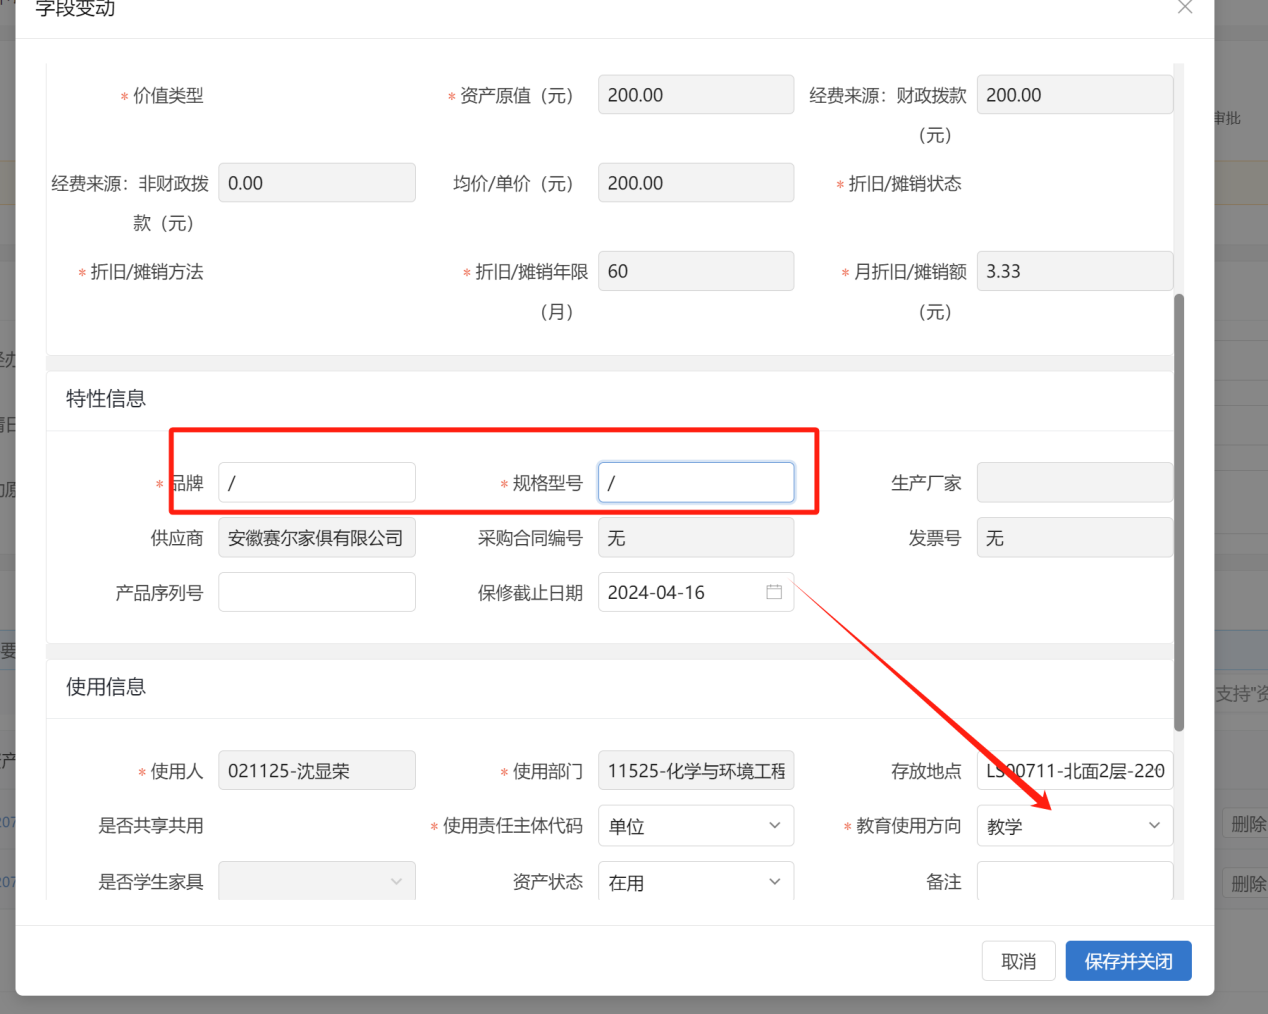 字段变动
审批
* 价值类型
* 资产原值（元） 200.00
经费来源：财政拨款（元） 200.00
经费来源：非财政拨款（元） 0.00
均价/单价（元） 200.00
* 折旧/摊销状态
* 折旧/摊销方法
* 折旧/摊销年限（月） 60
* 月折旧/摊销额（元） 3.33
特性信息
* 品牌 /
* 规格型号 /
生产厂家
供应商 安徽赛尔家俱有限公司
采购合同编号 无
发票号 无
产品序列号
保修截止日期 2024-04-16
使用信息
支持"资
* 使用人 021125-沈显荣
* 使用部门 11525-化学与环境工程
存放地点 LS00711-北面2层-220
是否共享共用
* 使用责任主体代码 单位
* 教育使用方向 教学
删除
是否学生家具
资产状态 在用
备注
删除
取消
保存并关闭